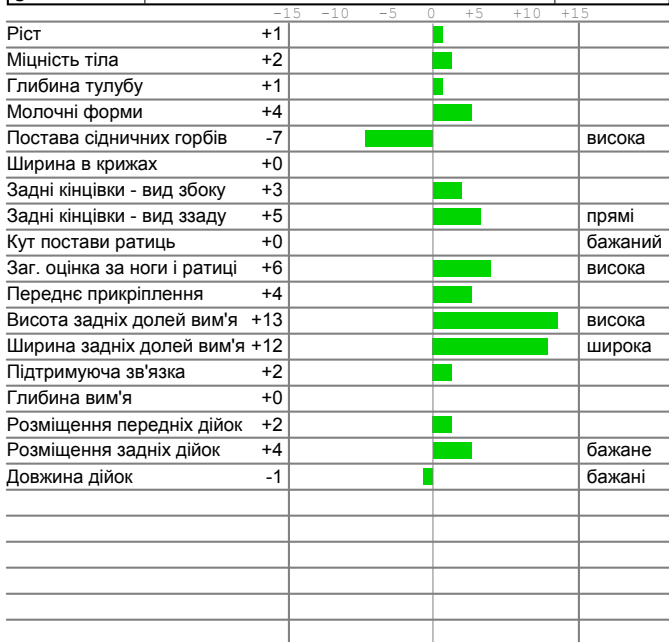 -15 -10 -5 0 +5 +10 +15
Ріст +1
Міцність тіла +2
Глибина тулубу +1
Молочні форми +4
Постава сідничних горбів -7 висока
Ширина в крижах +0
Задні кінцівки - вид збоку +3
Задні кінцівки - вид ззаду +5 прямі
Кут постави ратиць +0 бажаний
Заг. оцінка за ноги і ратиці +6 висока
Переднє прикріплення +4
Висота задніх долей вим'я +13 висока
Ширина задніх долей вим'я +12 широка
Підтримуюча зв'язка +2
Глибина вим'я +0
Розміщення передніх дійок +2
Розміщення задніх дійок +4 бажане
Довжина дійок -1 бажані